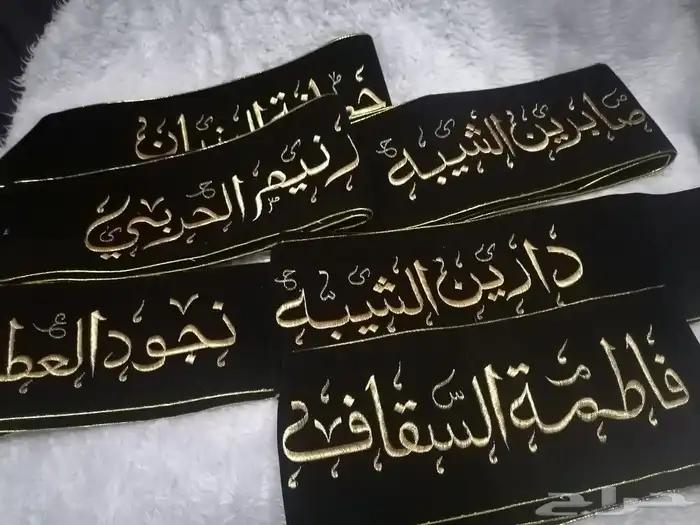 صابرين الشيبه
رنيم الحربي
دارين الشيبه
نجود
فاطمة السقاف
حراج